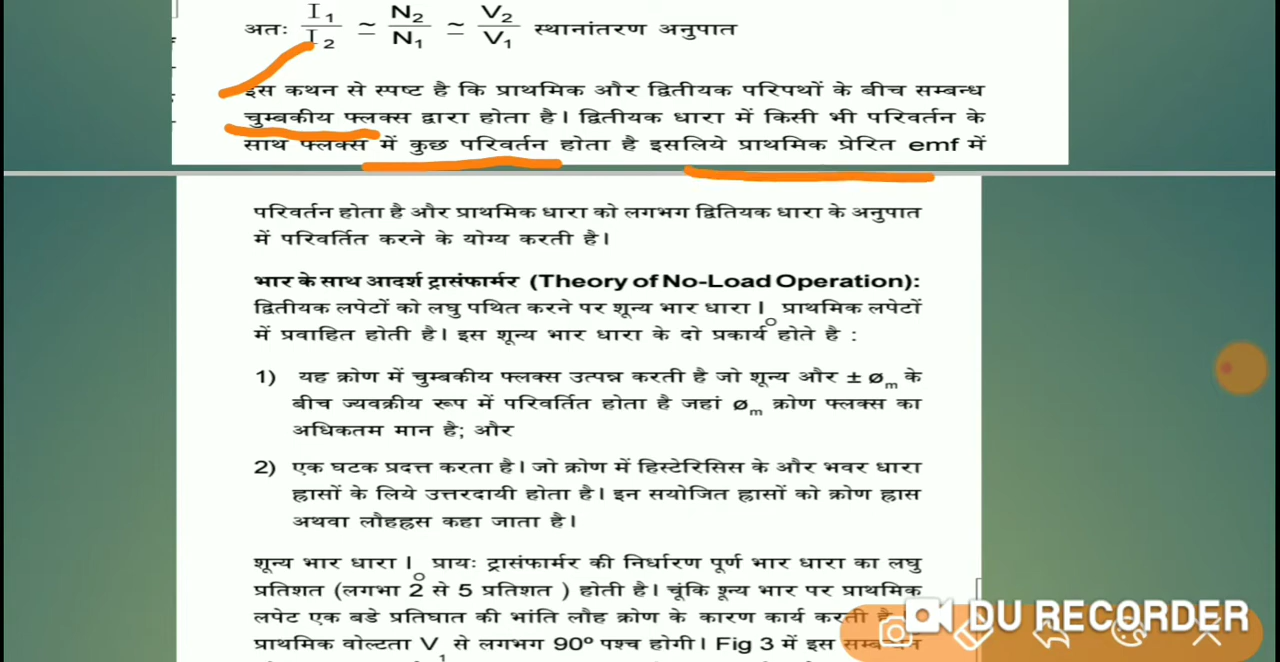 अतः I₁/I₂ ≃ N₂/N₁ ≃ V₂/V₁ स्थानांतरण अनुपात
इस कथन से स्पष्ट है कि प्राथमिक और द्वितीयक परिपथों के बीच सम्बन्ध
चुम्बकीय फ्लक्स द्वारा होता है। द्वितीयक धारा में किसी भी परिवर्तन के
साथ फ्लक्स में कुछ परिवर्तन होता है इसलिये प्राथमिक प्रेरित emf में
परिवर्तन होता है और प्राथमिक धारा को लगभग द्वितियक धारा के अनुपात
में परिवर्तित करने के योग्य करती है।
भार के साथ आदर्श ट्रासंफार्मर (Theory of No-Load Operation):
द्वितीयक लपेटों को लघु पथित करने पर शून्य भार धारा I₀ प्राथमिक लपेटों
में प्रवाहित होती है। इस शून्य भार धारा के दो प्रकार्य होते है :
1) यह क्रोण में चुम्बकीय फ्लक्स उत्पन्न करती है जो शून्य और ± øₘ के
बीच ज्यवक्रीय रूप में परिवर्तित होता है जहां øₘ क्रोण फ्लक्स का
अधिकतम मान है; और
2) एक घटक प्रदत्त करता है। जो क्रोण में हिस्टेरिसिस के और भवर धारा
ह्रासों के लिये उत्तरदायी होता है। इन सयोजित ह्रासों को क्रोण ह्रास
अथवा लौहह्रस कहा जाता है।
शून्य भार धारा I₀ प्रायः ट्रासंफार्मर की निर्धारण पूर्ण भार धारा का लघु
प्रतिशत (लगभा 2 से 5 प्रतिशत ) होती है। चूंकि शून्य भार पर प्राथमिक
लपेट एक बडे प्रतिघात की भांति लौह क्रोण के कारण कार्य करती है
प्राथमिक वोल्टता V₁ से लगभग 90º पश्च होगी। Fig 3 में इस
DU RECORDER